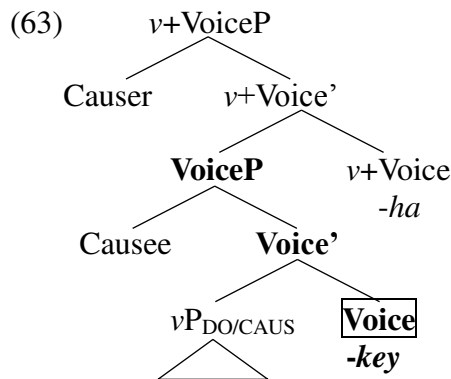 (63) v+VoiceP
Causer v+Voice’
VoiceP v+Voice
-ha
Causee Voice’
vPDO/CAUS Voice
-key